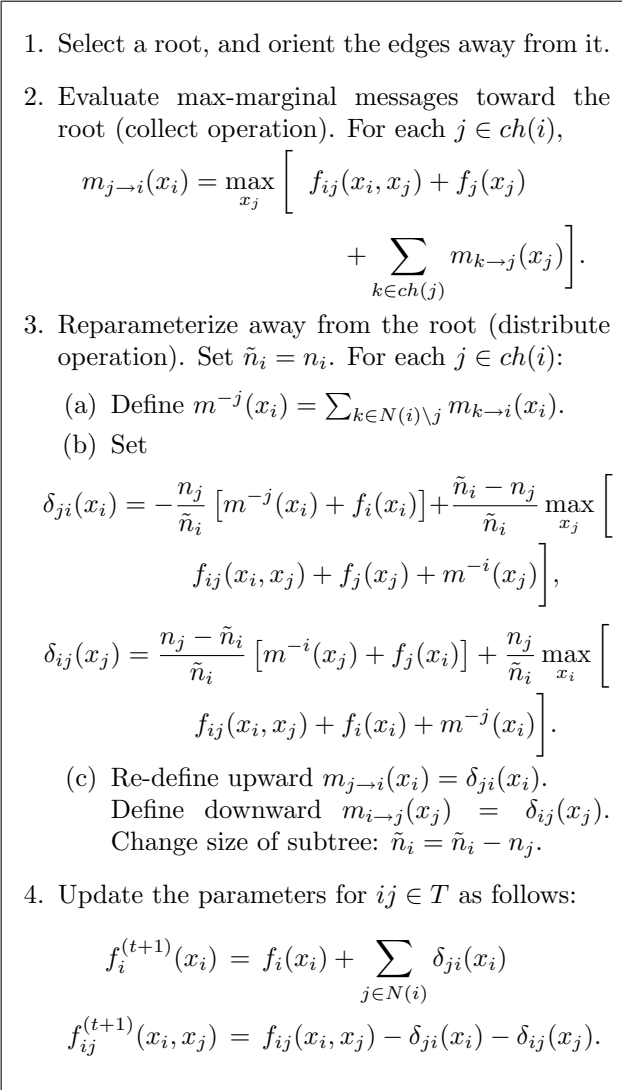 1. Select a root, and orient the edges away from it.
2. Evaluate max-marginal messages toward the
root (collect operation). For each j ∈ ch(i),
m_{j→i}(x_i) = max_{x_j} [ f_{ij}(x_i, x_j) + f_j(x_j)
+ ∑_{k∈ch(j)} m_{k→j}(x_j) ].
3. Reparameterize away from the root (distribute
operation). Set ñ_i = n_i. For each j ∈ ch(i):
(a) Define m^{-j}(x_i) = ∑_{k∈N(i)\j} m_{k→i}(x_i).
(b) Set
δ_{ji}(x_i) = −\frac{n_j}{ñ_i} [m^{-j}(x_i) + f_i(x_i)] + \frac{ñ_i − n_j}{ñ_i} max_{x_j} [
f_{ij}(x_i, x_j) + f_j(x_j) + m^{-i}(x_j) ],
δ_{ij}(x_j) = \frac{n_j − ñ_i}{ñ_i} [m^{-i}(x_j) + f_j(x_i)] + \frac{n_j}{ñ_i} max_{x_i} [
f_{ij}(x_i, x_j) + f_i(x_i) + m^{-j}(x_i) ].
(c) Re-define upward m_{j→i}(x_i) = δ_{ji}(x_i).
Define downward m_{i→j}(x_j) = δ_{ij}(x_j).
Change size of subtree: ñ_i = ñ_i − n_j.
4. Update the parameters for ij ∈ T as follows:
f_i^{(t+1)}(x_i) = f_i(x_i) + ∑_{j∈N(i)} δ_{ji}(x_i)
f_{ij}^{(t+1)}(x_i, x_j) = f_{ij}(x_i, x_j) − δ_{ji}(x_i) − δ_{ij}(x_j).